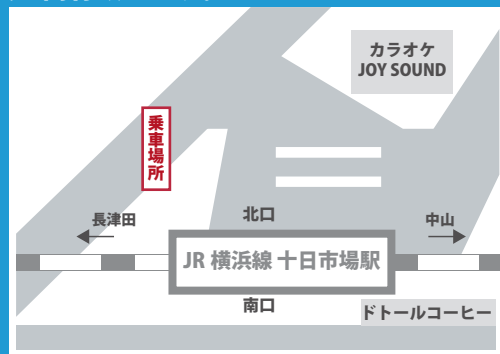 カラオケ
JOY SOUND
乗車場所
長津田
北口
中山
JR 横浜線 十日市場駅
南口
ドトールコーヒー